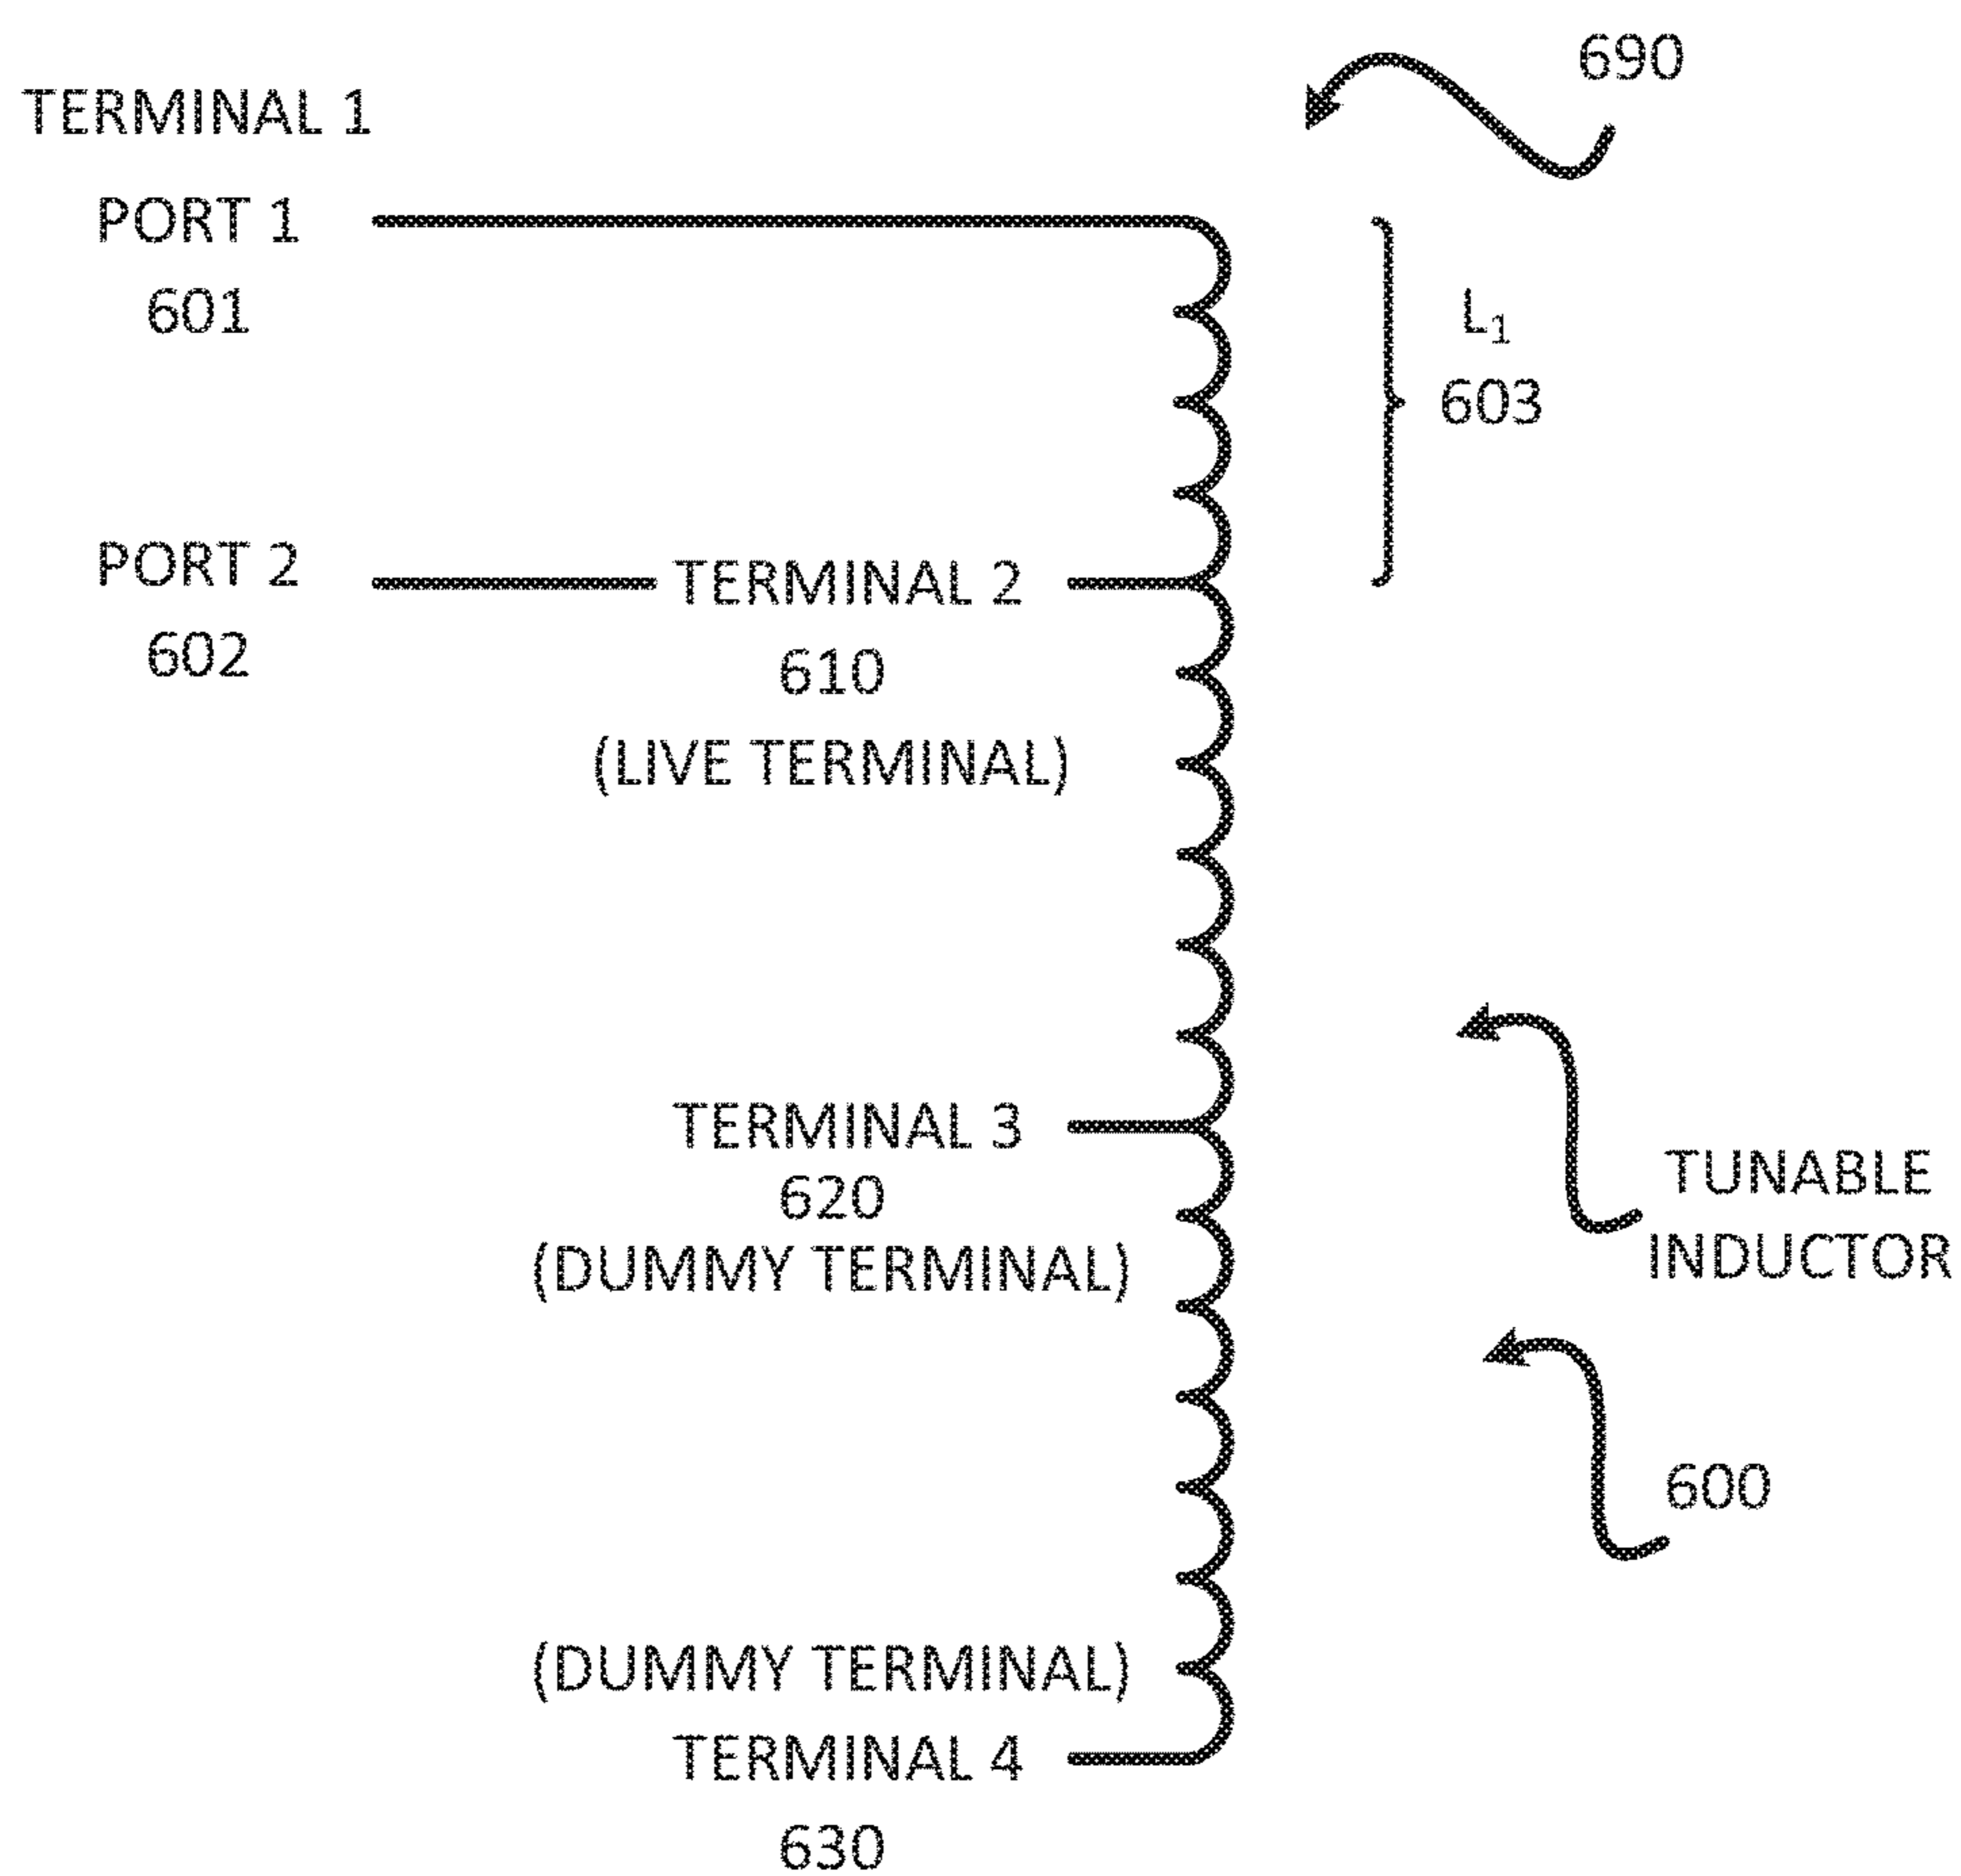 690
TERMINAL 1
PORT 1
601
L₁
603
PORT 2
602
TERMINAL 2
610
(LIVE TERMINAL)
TERMINAL 3
620
(DUMMY TERMINAL)
TUNABLE
INDUCTOR
600
(DUMMY TERMINAL)
TERMINAL 4
630